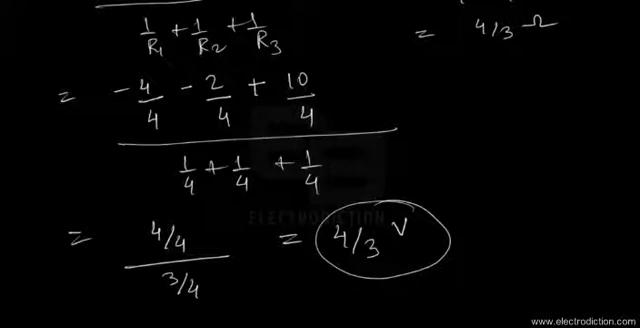 1/R1 + 1/R2 + 1/R3
= 4/3 Ω
= (-4/4 - 2/4 + 10/4) / (1/4 + 1/4 + 1/4)
ELECTRODICTION
= (4/4) / (3/4) = 4/3 V
www.electrodiction.com